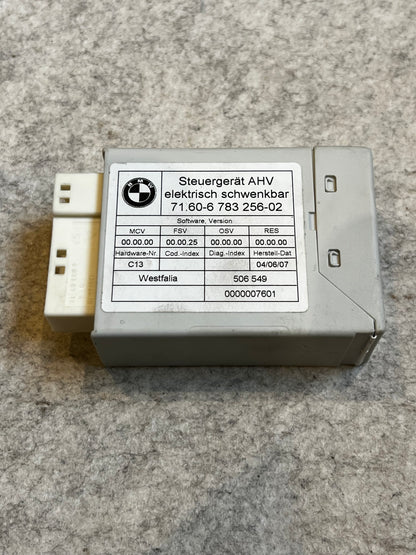 BMW
Steuergerät AHV
elektrisch schwenkbar
71.60-6 783 256-02
Software, Version
MCV FSV OSV RES
00.00.00 00.00.25 00.00.00 00.00.00
Hardware-Nr. Cod.-Index Diag.-Index Herstell-Dat
C13 04/06/07
Westfalia 506 549
0000007601